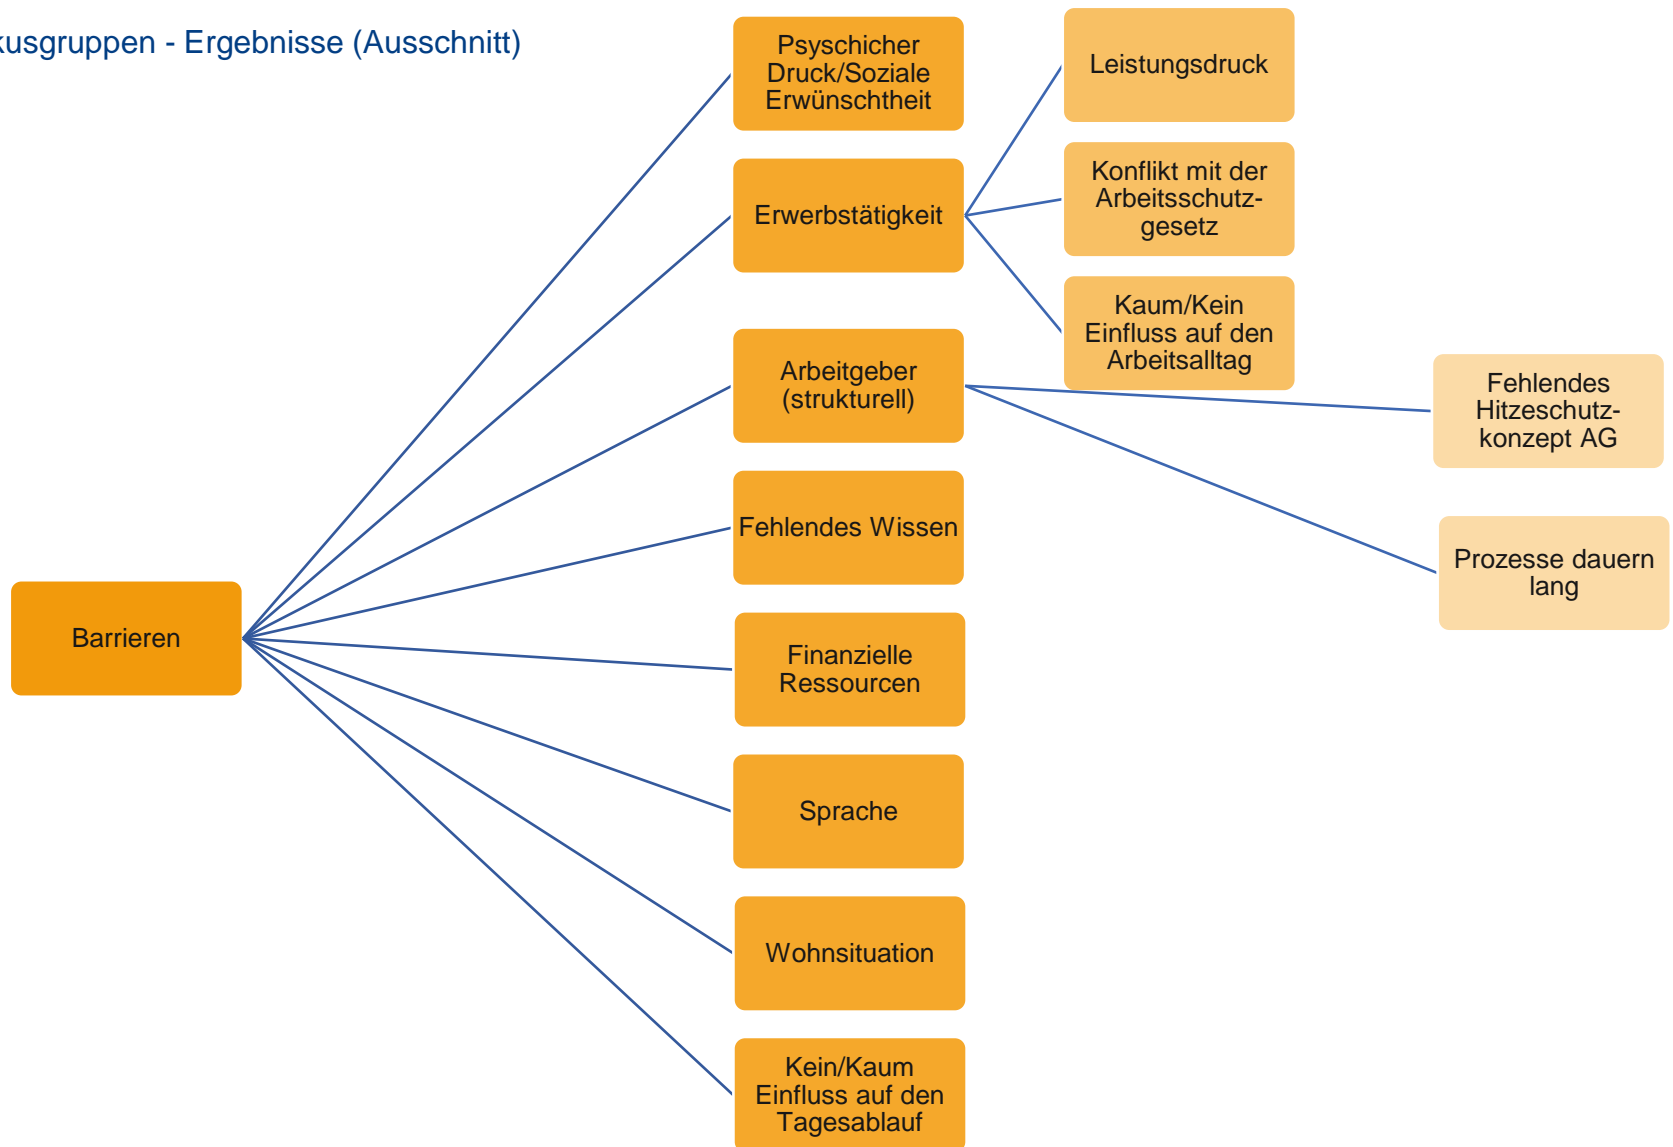 kusgruppen - Ergebnisse (Ausschnitt)
Psyschicher
Druck/Soziale
Erwünschtheit
Leistungsdruck
Erwerbstätigkeit
Konflikt mit der
Arbeitsschutz-
gesetz
Kaum/Kein
Einfluss auf den
Arbeitsalltag
Arbeitgeber
(strukturell)
Fehlendes
Hitzeschutz-
konzept AG
Prozesse dauern
lang
Fehlendes Wissen
Barrieren
Finanzielle
Ressourcen
Sprache
Wohnsituation
Kein/Kaum
Einfluss auf den
Tagesablauf